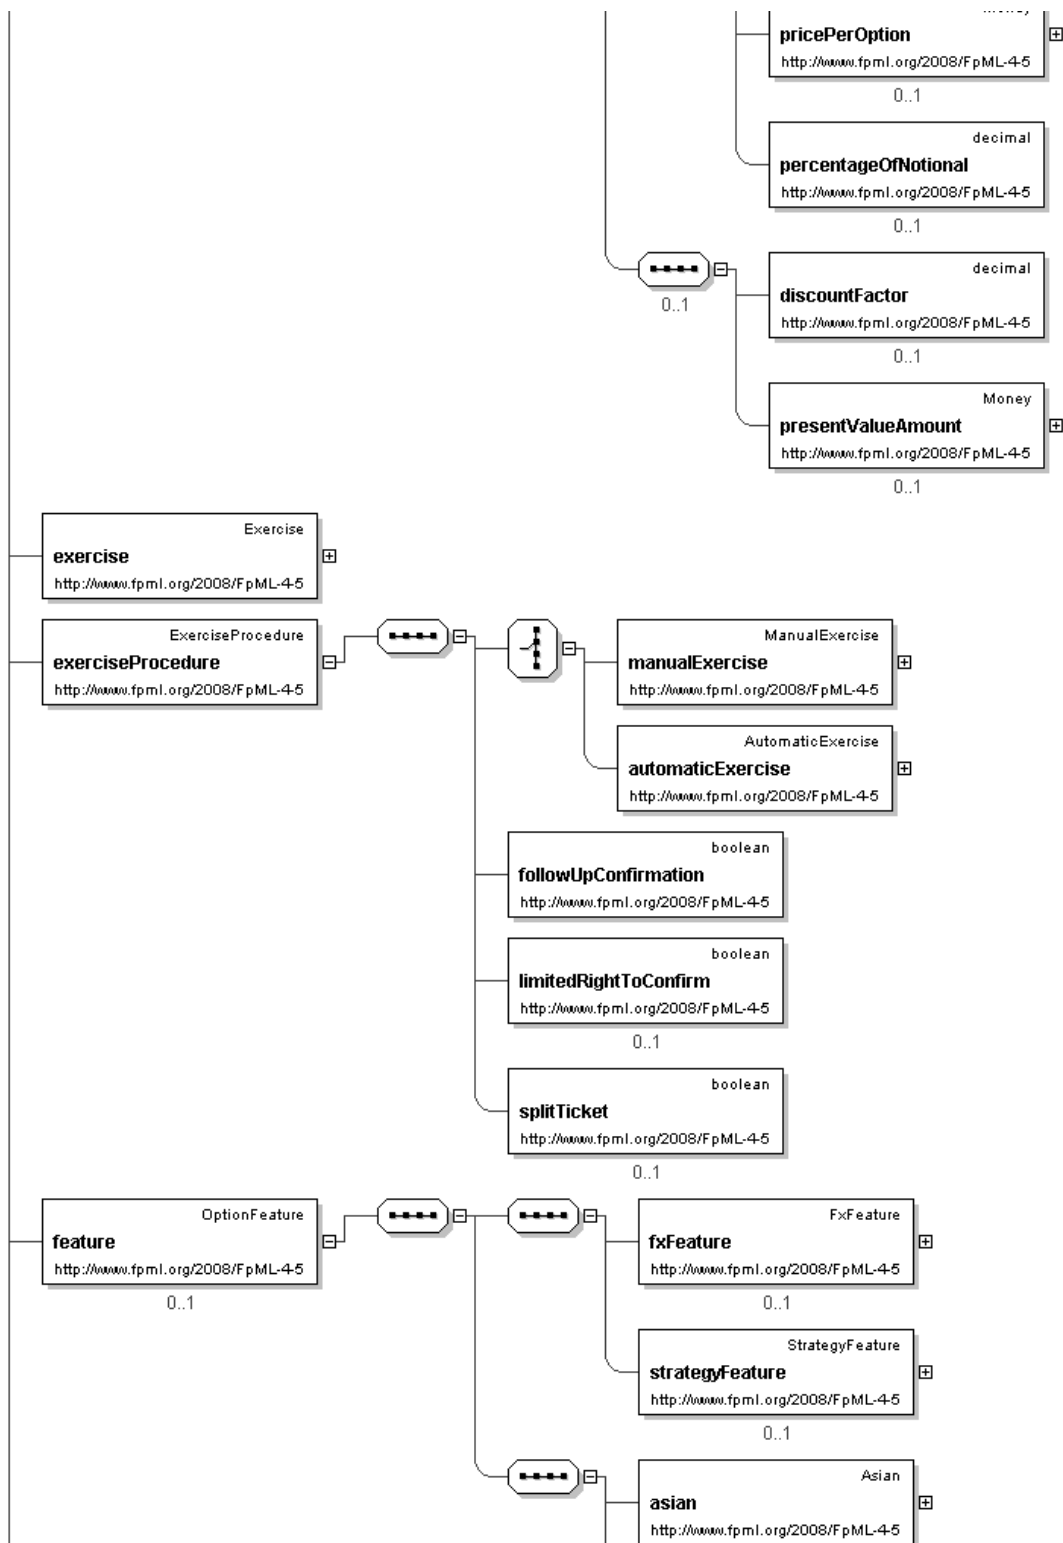 pricePerOption
http://www.fpml.org/2008/FpML-4-5
0..1
decimal
percentageOfNotional
http://www.fpml.org/2008/FpML-4-5
0..1
decimal
discountFactor
http://www.fpml.org/2008/FpML-4-5
0..1
0..1
Money
presentValueAmount
http://www.fpml.org/2008/FpML-4-5
0..1
Exercise
exercise
http://www.fpml.org/2008/FpML-4-5
ExerciseProcedure
exerciseProcedure
http://www.fpml.org/2008/FpML-4-5
ManualExercise
manualExercise
http://www.fpml.org/2008/FpML-4-5
AutomaticExercise
automaticExercise
http://www.fpml.org/2008/FpML-4-5
boolean
followUpConfirmation
http://www.fpml.org/2008/FpML-4-5
boolean
limitedRightToConfirm
http://www.fpml.org/2008/FpML-4-5
0..1
boolean
splitTicket
http://www.fpml.org/2008/FpML-4-5
0..1
OptionFeature
feature
http://www.fpml.org/2008/FpML-4-5
0..1
FxFeature
fxFeature
http://www.fpml.org/2008/FpML-4-5
0..1
StrategyFeature
strategyFeature
http://www.fpml.org/2008/FpML-4-5
0..1
Asian
asian
http://www.fpml.org/2008/FpML-4-5